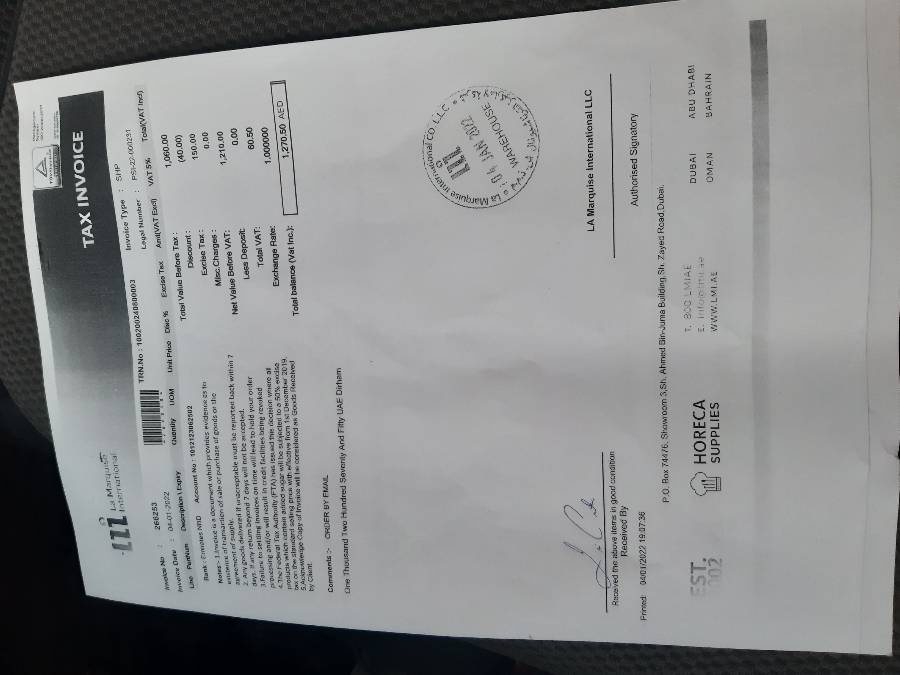 La Marquise
International
TAX INVOICE
Invoice No : 266253
TRN.No : 100200240800003
Invoice Type : SHP
Invoice Date : 04-01-2022
Legal Number : PSI-22-000231
Line PartNum Description \ Expiry Quantity UOM Unit Price Disc % Excise Tax Amt(VAT Excl) VAT 5% Total(VAT Incl)
Bank : Emirates NBD Account No : 1012123862502
Total Value Before Tax : 1,060.00
Discount : (40.00)
Excise Tax : 150.00
Misc.Charges : 0.00
Net Value Before VAT: 1,210.00
Less Deposit: 0.00
Total VAT: 60.50
Exchange Rate: 1.000000
Total balance (Vat Inc.): 1,270.50 AED
Notes:- 1.Invoice is a document which provides evidence as to
evidence of transaction of sale or purchase of goods or the
agreement of supply.
2. Any goods delivered if unacceptable must be reported back within 7
days. If any return beyond 7 days will not be accepted.
3.Failure to settling invoices on time will lead to hold your order
processing and/or will result in credit facilities being revoked
4.The Federal Tax Authority (FTA) has issued this decision where all
products which contain added sugar will be subjected to a 50% excise
tax on the standard selling price with effective from 1st December 2019.
5.Acknowledge Copy of Invoice will be considered as Goods Received
by Client.
Comments :- ORDER BY EMAIL
One Thousand Two Hundred Seventy And Fifty UAE Dirham
La Marquise International CO. L.L.C
04 JAN 2022
WAREHOUSE
LA Marquise International LLC
Received the above items in good condition
Received By
Authorised Signatory
Printed: 04/01/2022 19:07:36
P.O. Box 74476, Showroom 3,Sh. Ahmed Bin-Juma Building,Sh. Zayed Road,Dubai.
EST.
2002
HORECA
SUPPLIES
T. 800 LMIAE
E. info@lmi.ae
WWW.LMI.AE
DUBAI ABU DHABI
OMAN BAHRAIN